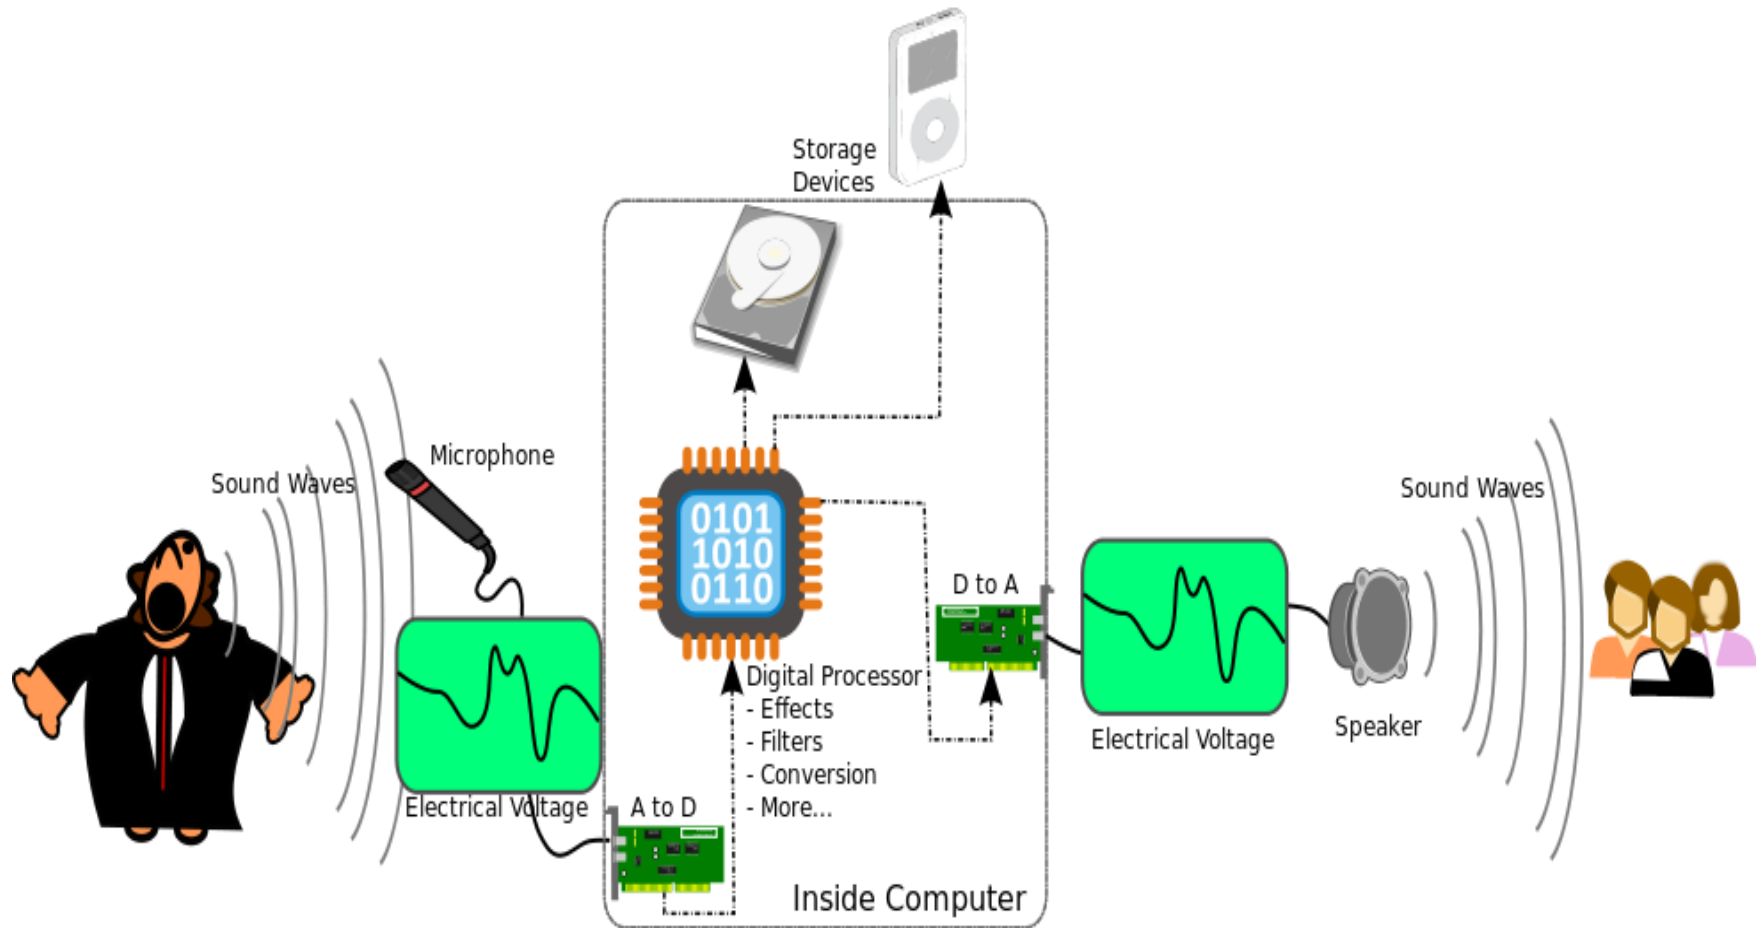 Storage
Devices
Microphone
Sound Waves
Sound Waves
0101
1010
0110
D to A
Digital Processor
- Effects
- Filters
- Conversion
- More...
Electrical Voltage
Speaker
Electrical Voltage
A to D
Inside Computer